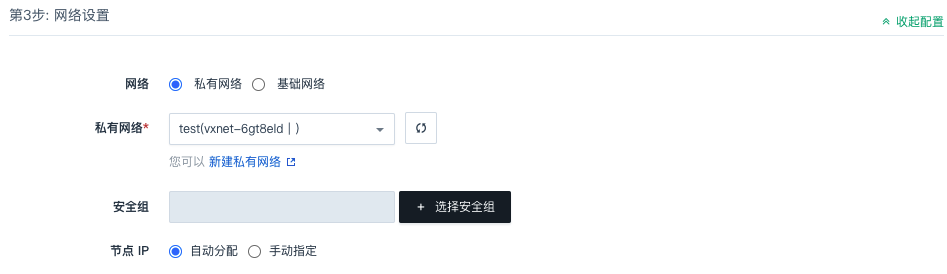 第3步: 网络设置
收起配置
网络 私有网络 基础网络
私有网络* test(vxnet-6gt8eld | )
您可以 新建私有网络
安全组 + 选择安全组
节点 IP 自动分配 手动指定